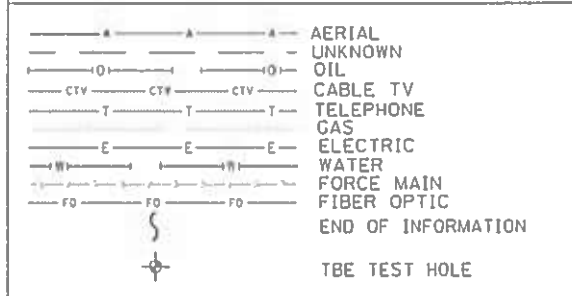 A A A AERIAL
UNKNOWN
O O OIL
CTV CTV CTV CABLE TV
T T T TELEPHONE
GAS
E E E ELECTRIC
W W WATER
FORCE MAIN
FO FO FO FIBER OPTIC
END OF INFORMATION
TBE TEST HOLE